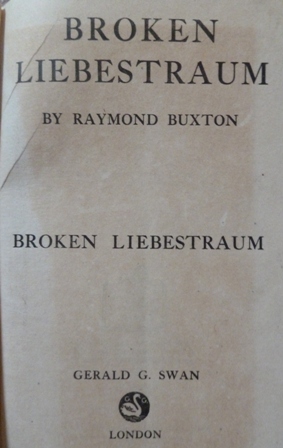 BROKEN
LIEBESTRAUM
BY RAYMOND BUXTON
BROKEN LIEBESTRAUM
GERALD G. SWAN
LONDON